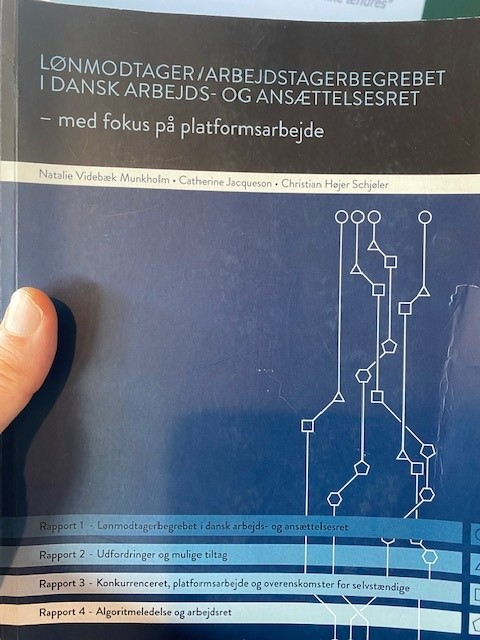 LØNMODTAGER/ARBEJDSTAGERBEGREBET
I DANSK ARBEJDS- OG ANSÆTTELSESRET
– med fokus på platformsarbejde
Natalie Videbæk Munkholm • Catherine Jacqueson • Christian Højer Schjøler
Rapport 1 - Lønmodtagerbegrebet i dansk arbejds- og ansættelsesret
Rapport 2 - Udfordringer og mulige tiltag
Rapport 3 - Konkurrenceret, platformsarbejde og overenskomster for selvstændige
Rapport 4 - Algoritmeledelse og arbejdsret